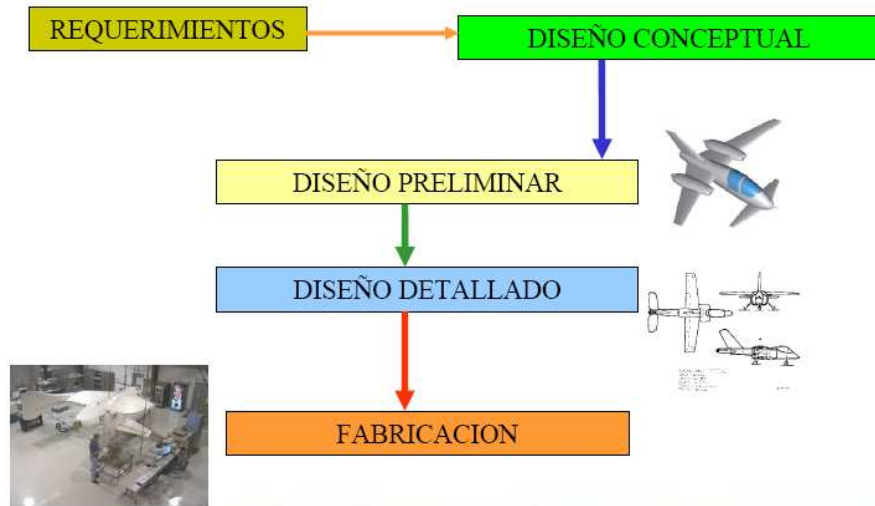 REQUERIMIENTOS
DISEÑO CONCEPTUAL
DISEÑO PRELIMINAR
DISEÑO DETALLADO
FABRICACION